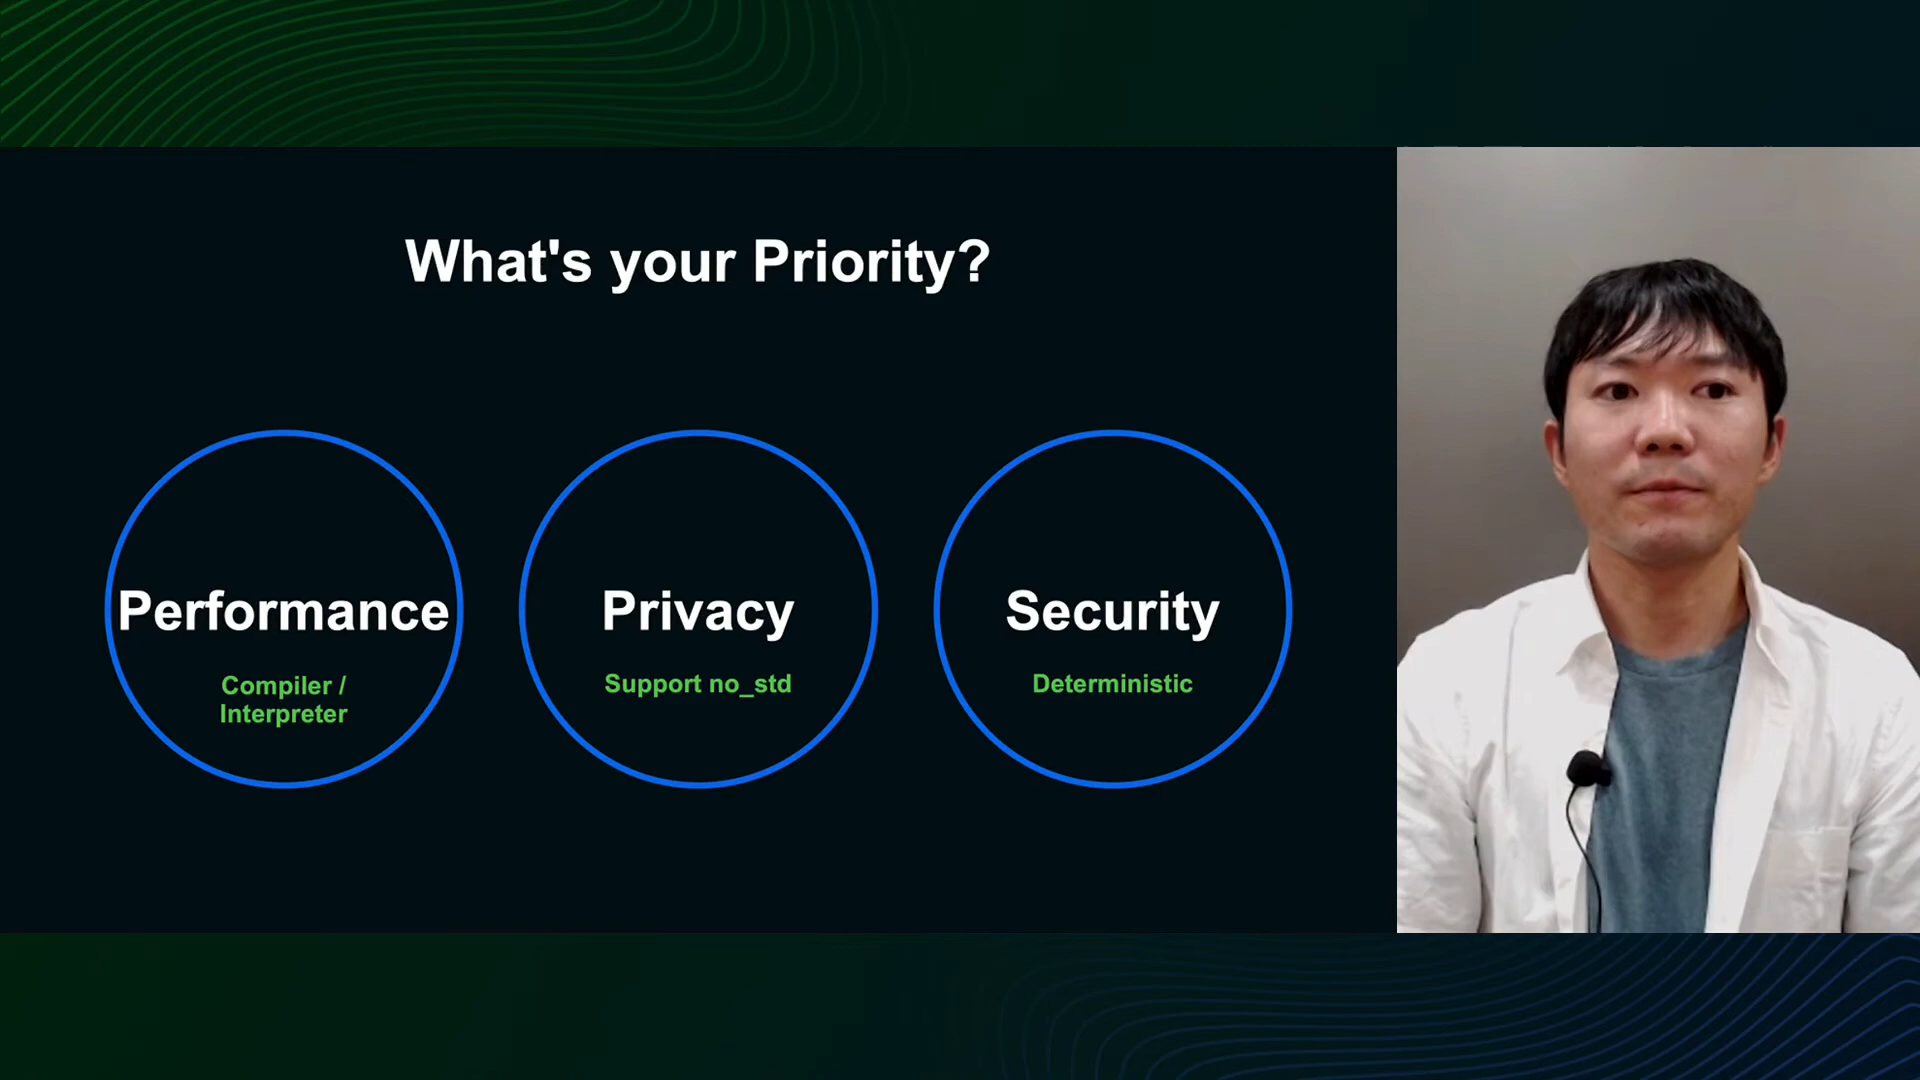 What's your Priority?
Performance
Compiler /
Interpreter
Privacy
Support no_std
Security
Deterministic